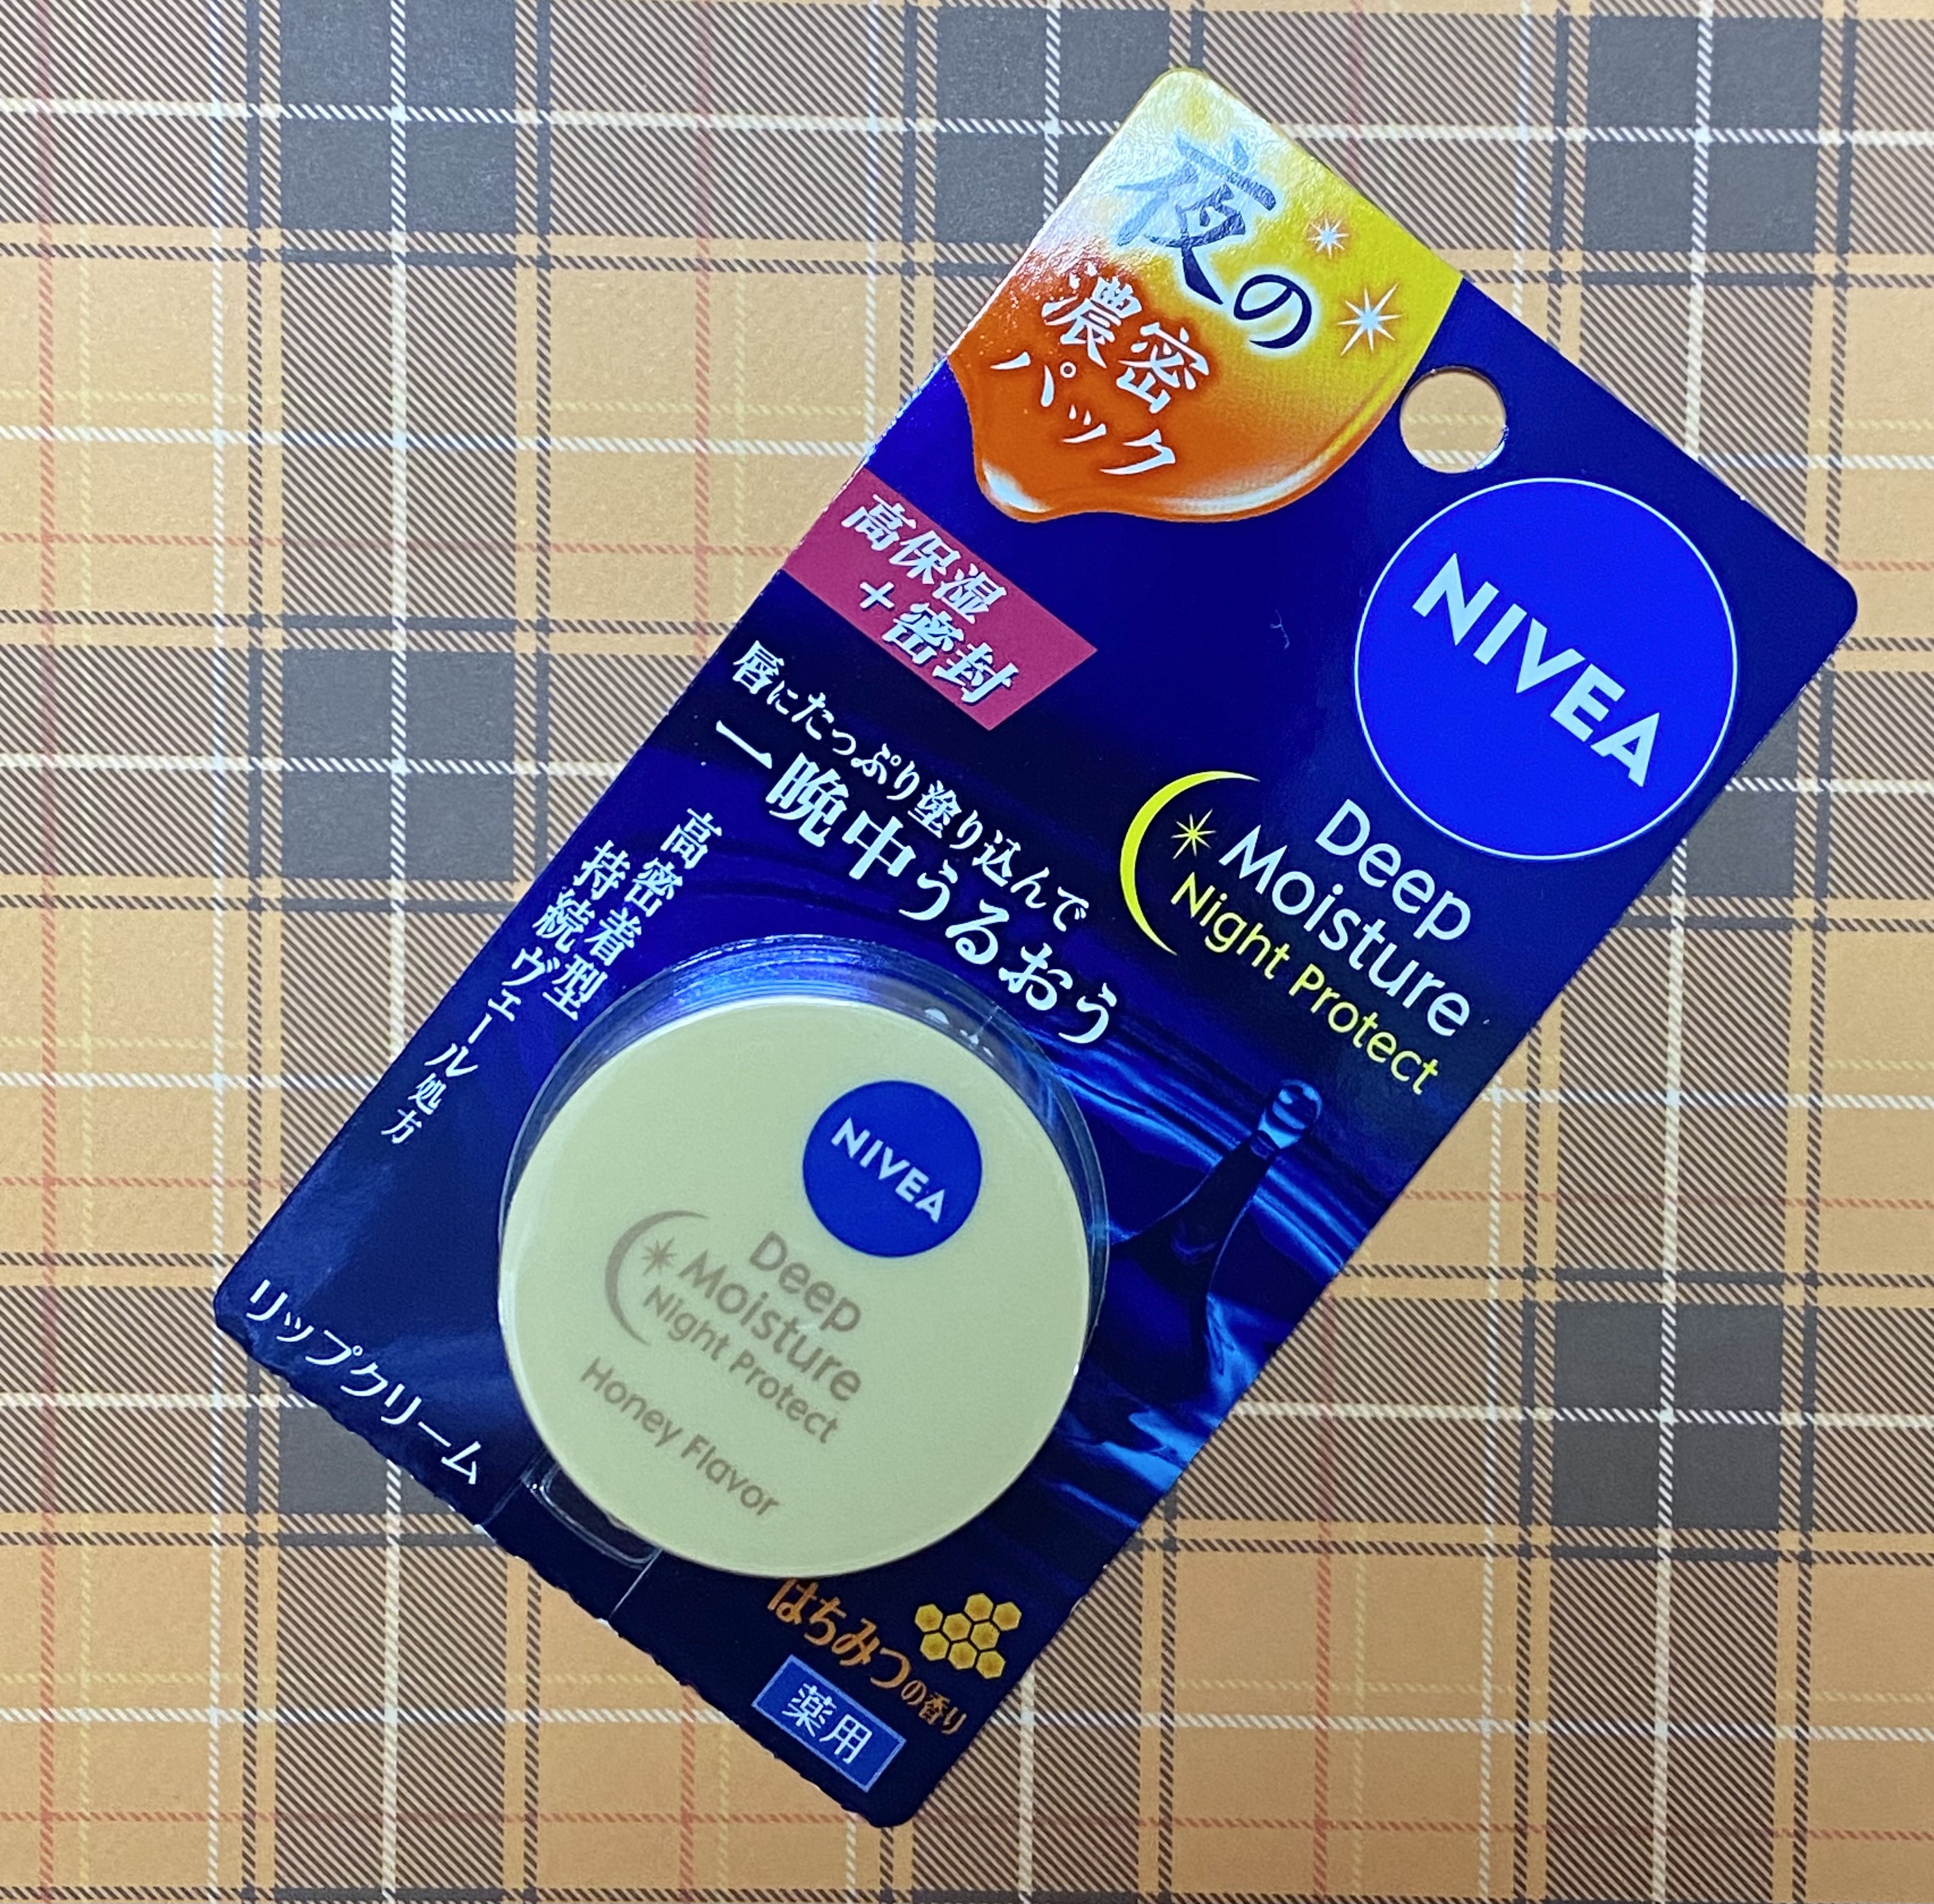 夜の
濃密
パック
NIVEA
高保湿
+密封
Deep
Moisture
Night Protect
唇にたっぷり塗り込んで
一晩中うるおう
高密着型
持続ヴェール処方
NIVEA
Deep
Moisture
Night Protect
Honey Flavor
リップクリーム
はちみつの香り
薬用